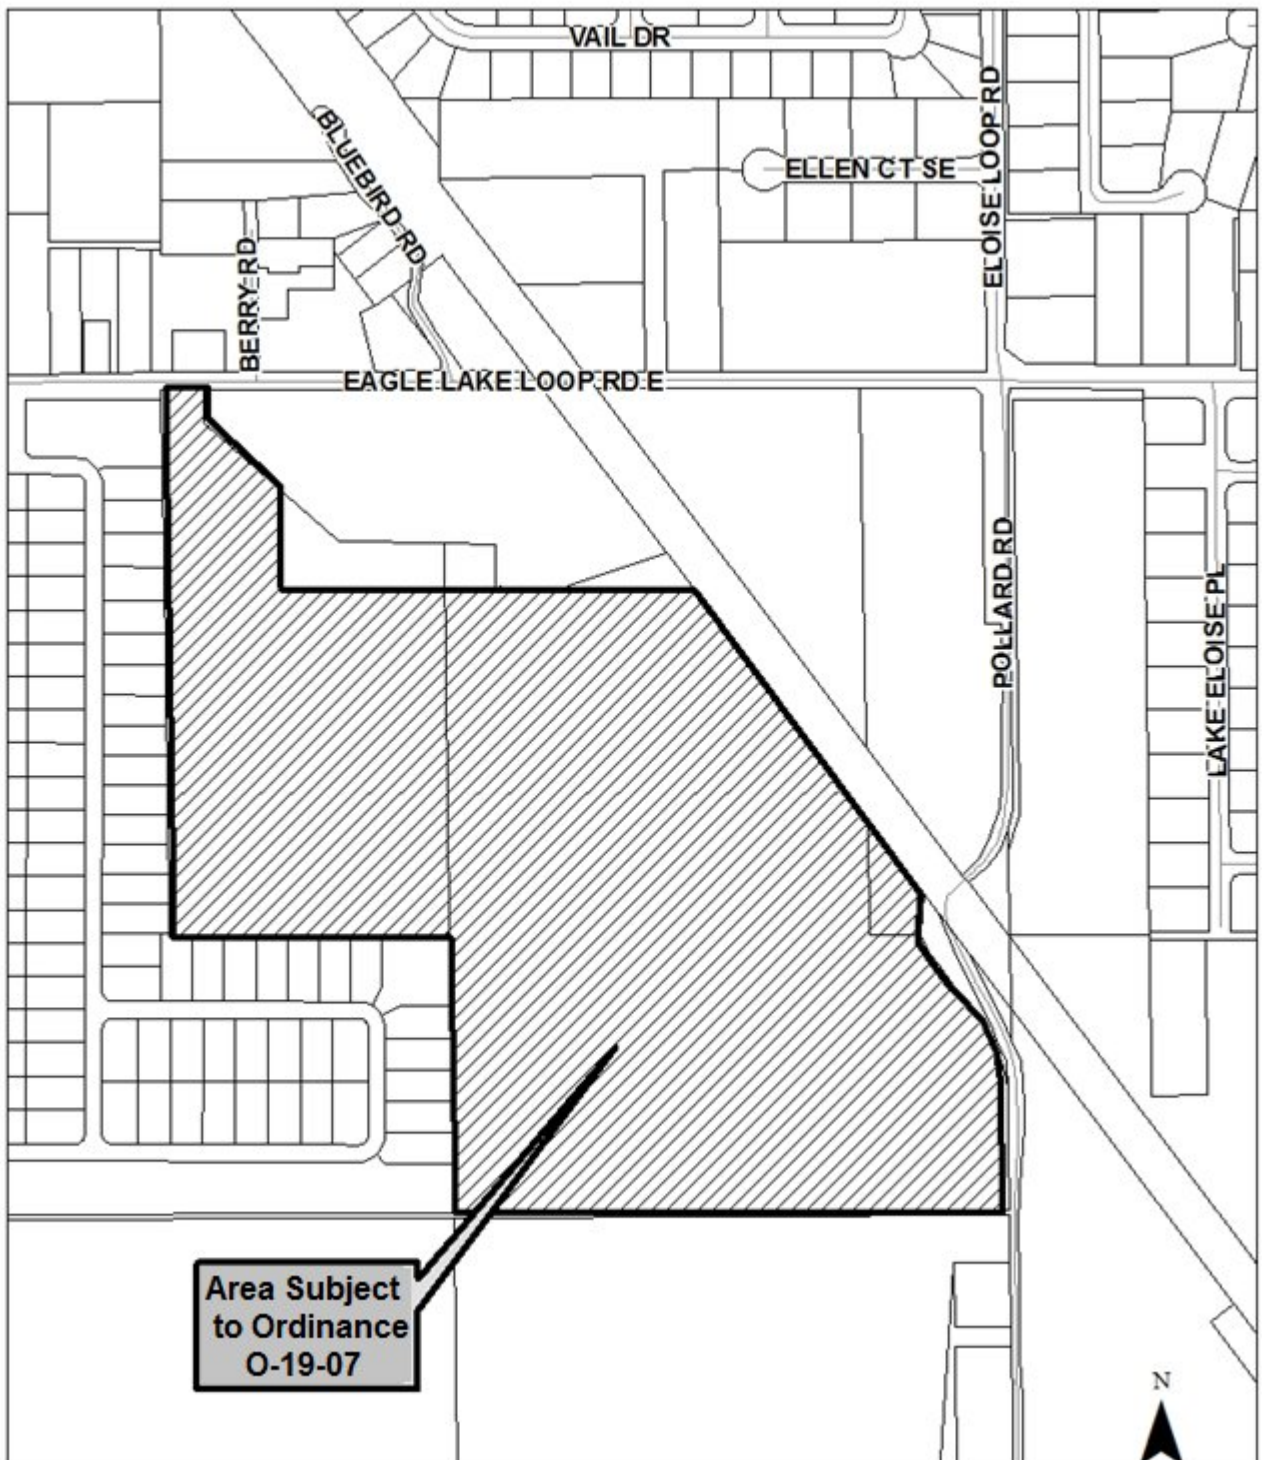 VAIL DR
BLUEBIRD RD
ELOISE LOOP RD
ELLEN CT SE
BERRY RD
EAGLE LAKE LOOP RD E
POLLARD RD
LAKE ELOISE PL
Area Subject
to Ordinance
O-19-07
N